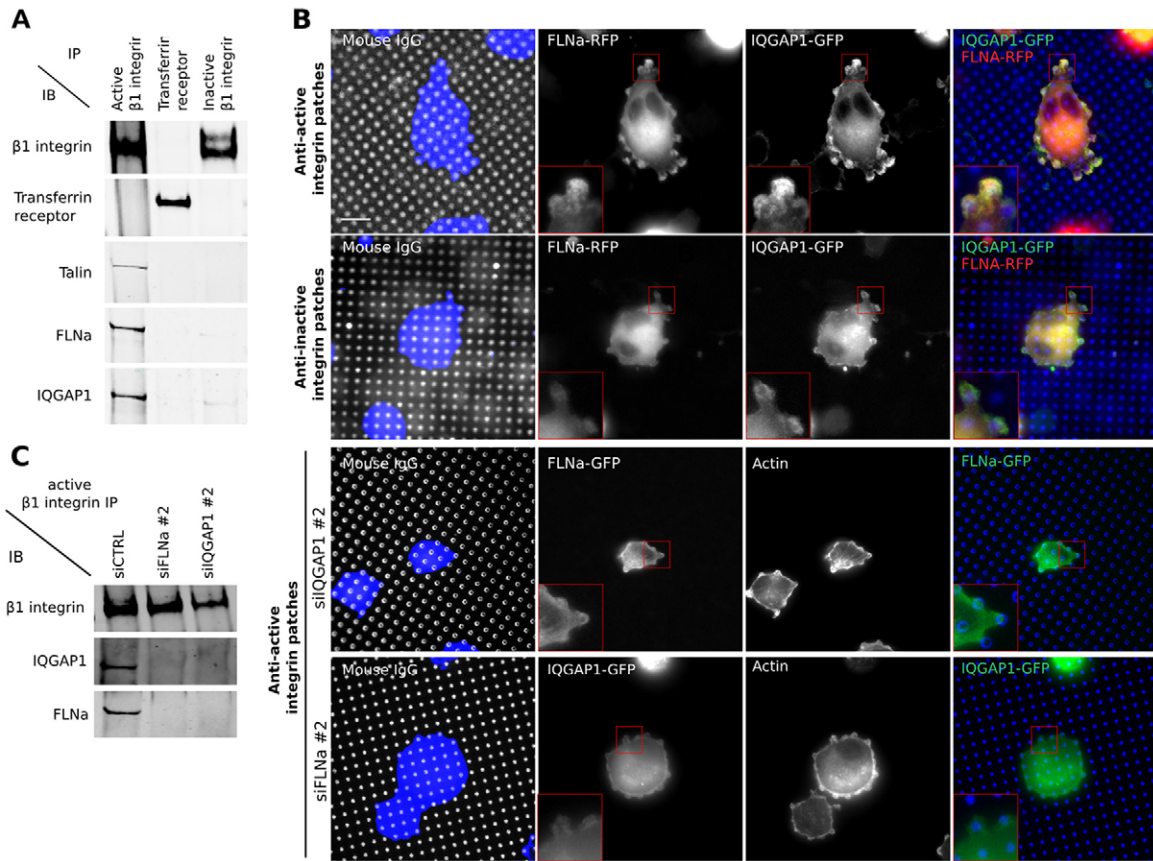 A
IP
IB
Active
β1 integrin
Transferrin
receptor
Inactive
β1 integrin
β1 integrin
Transferrin
receptor
Talin
FLNa
IQGAP1
B
Anti-active
integrin patches
Mouse IgG
FLNa-RFP
IQGAP1-GFP
IQGAP1-GFP
FLNA-RFP
Anti-inactive
integrin patches
Mouse IgG
FLNa-RFP
IQGAP1-GFP
IQGAP1-GFP
FLNA-RFP
C
active
β1 integrin IP
IB
siCTRL
siFLNa #2
siIQGAP1 #2
β1 integrin
IQGAP1
FLNa
Anti-active
integrin patches
siIQGAP1 #2
Mouse IgG
FLNa-GFP
Actin
FLNa-GFP
siFLNa #2
Mouse IgG
IQGAP1-GFP
Actin
IQGAP1-GFP